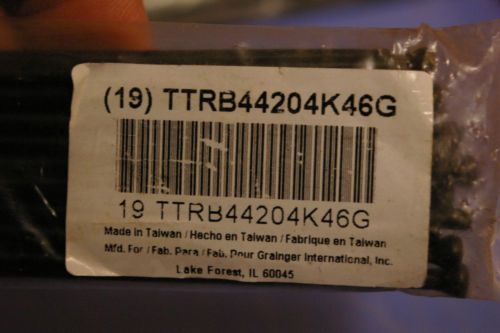 (19) TTRB44204K46G
19 TTRB44204K46G
Made in Taiwan / Hecho en Taiwan / Fabrique en Taiwan
Mfd. For / Fab. Para / Fab. Pour Grainger International, Inc.
Lake Forest, IL 60045